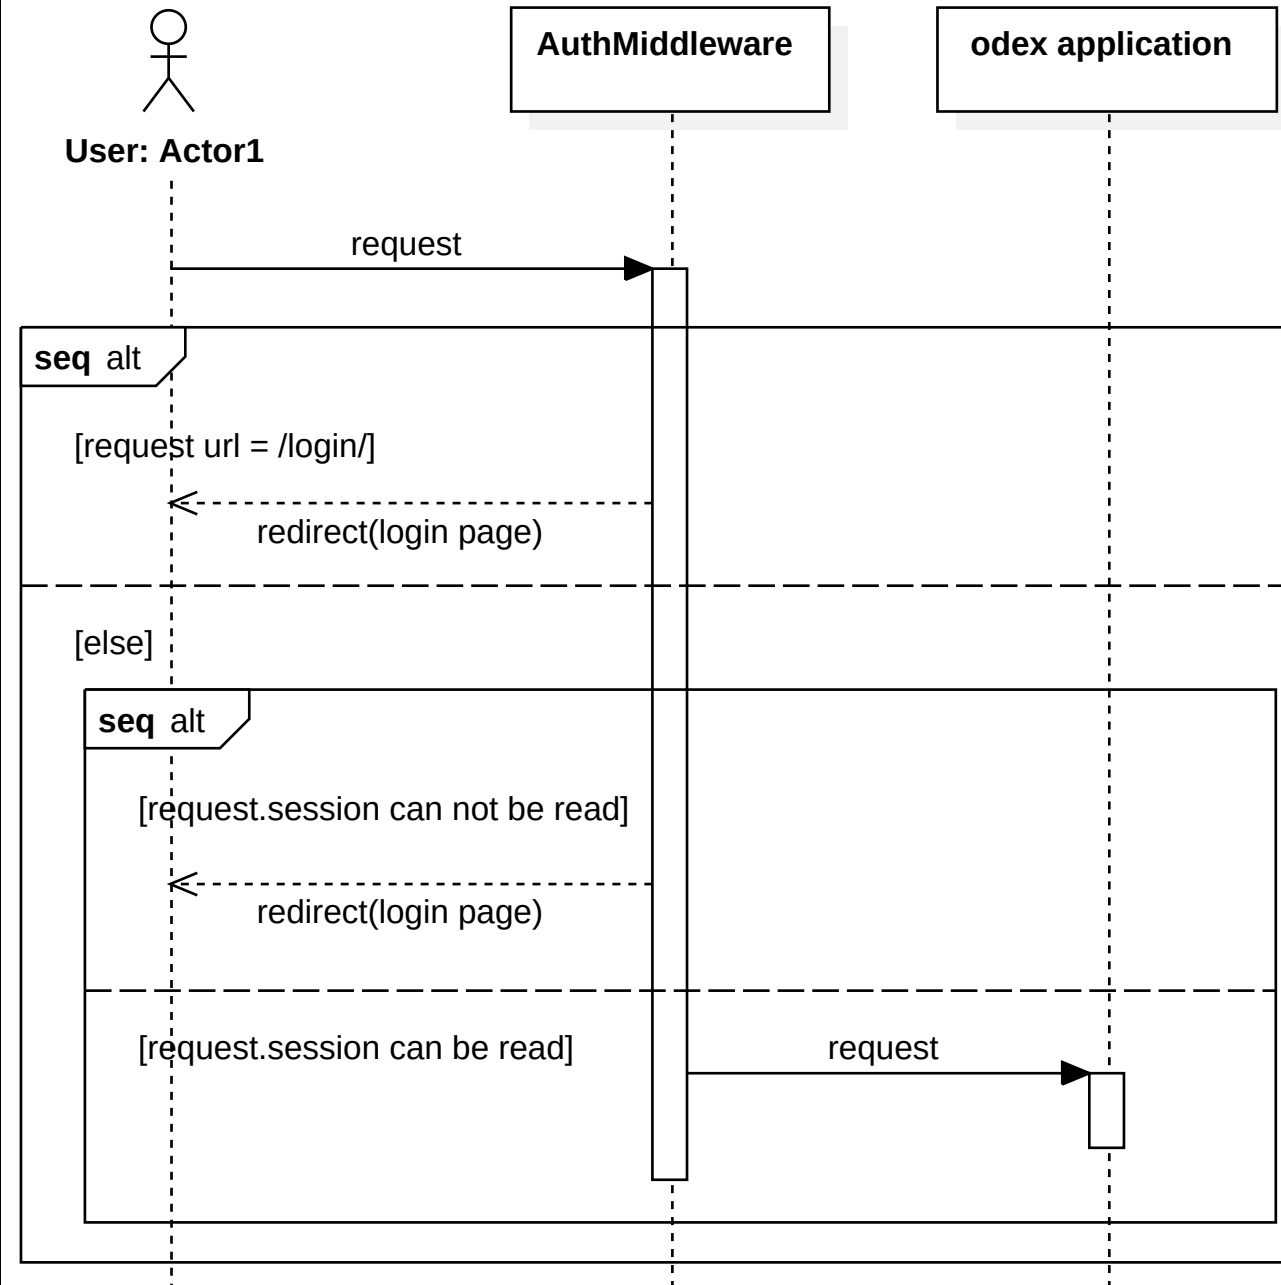 AuthMiddleware
odex application
User: Actor1
request
seq alt
[request url = /login/]
redirect(login page)
[else]
seq alt
[request.session can not be read]
redirect(login page)
[request.session can be read]
request